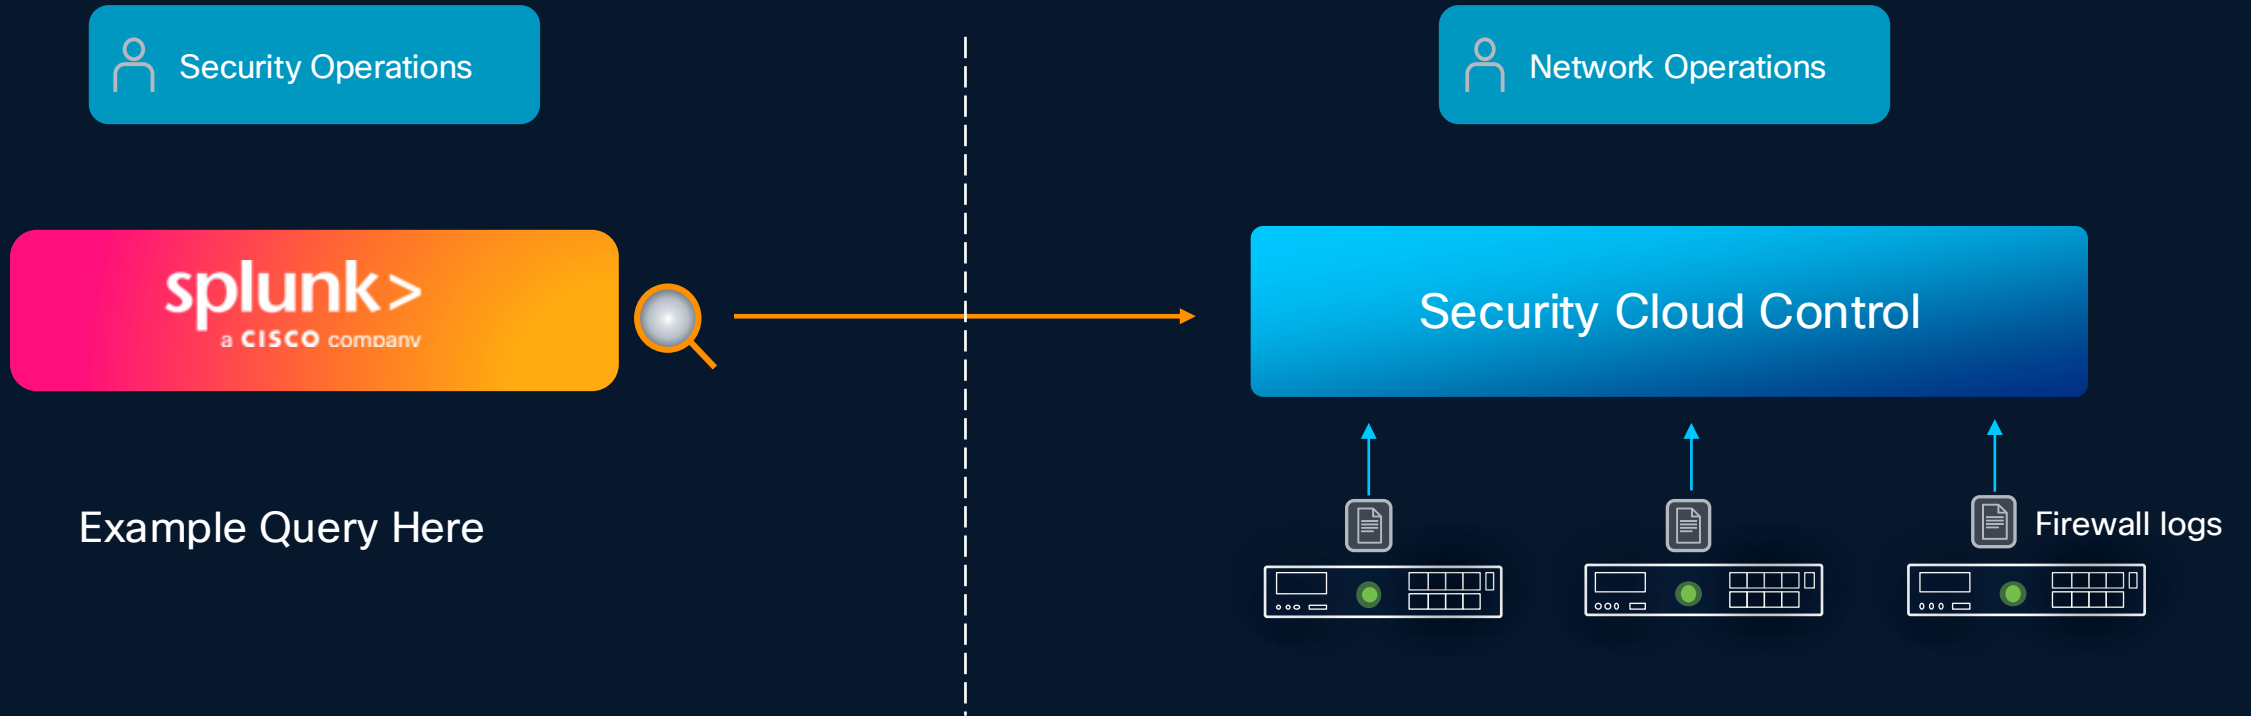 Security Operations
Network Operations
splunk>
a CISCO company
Security Cloud Control
Example Query Here
Firewall logs